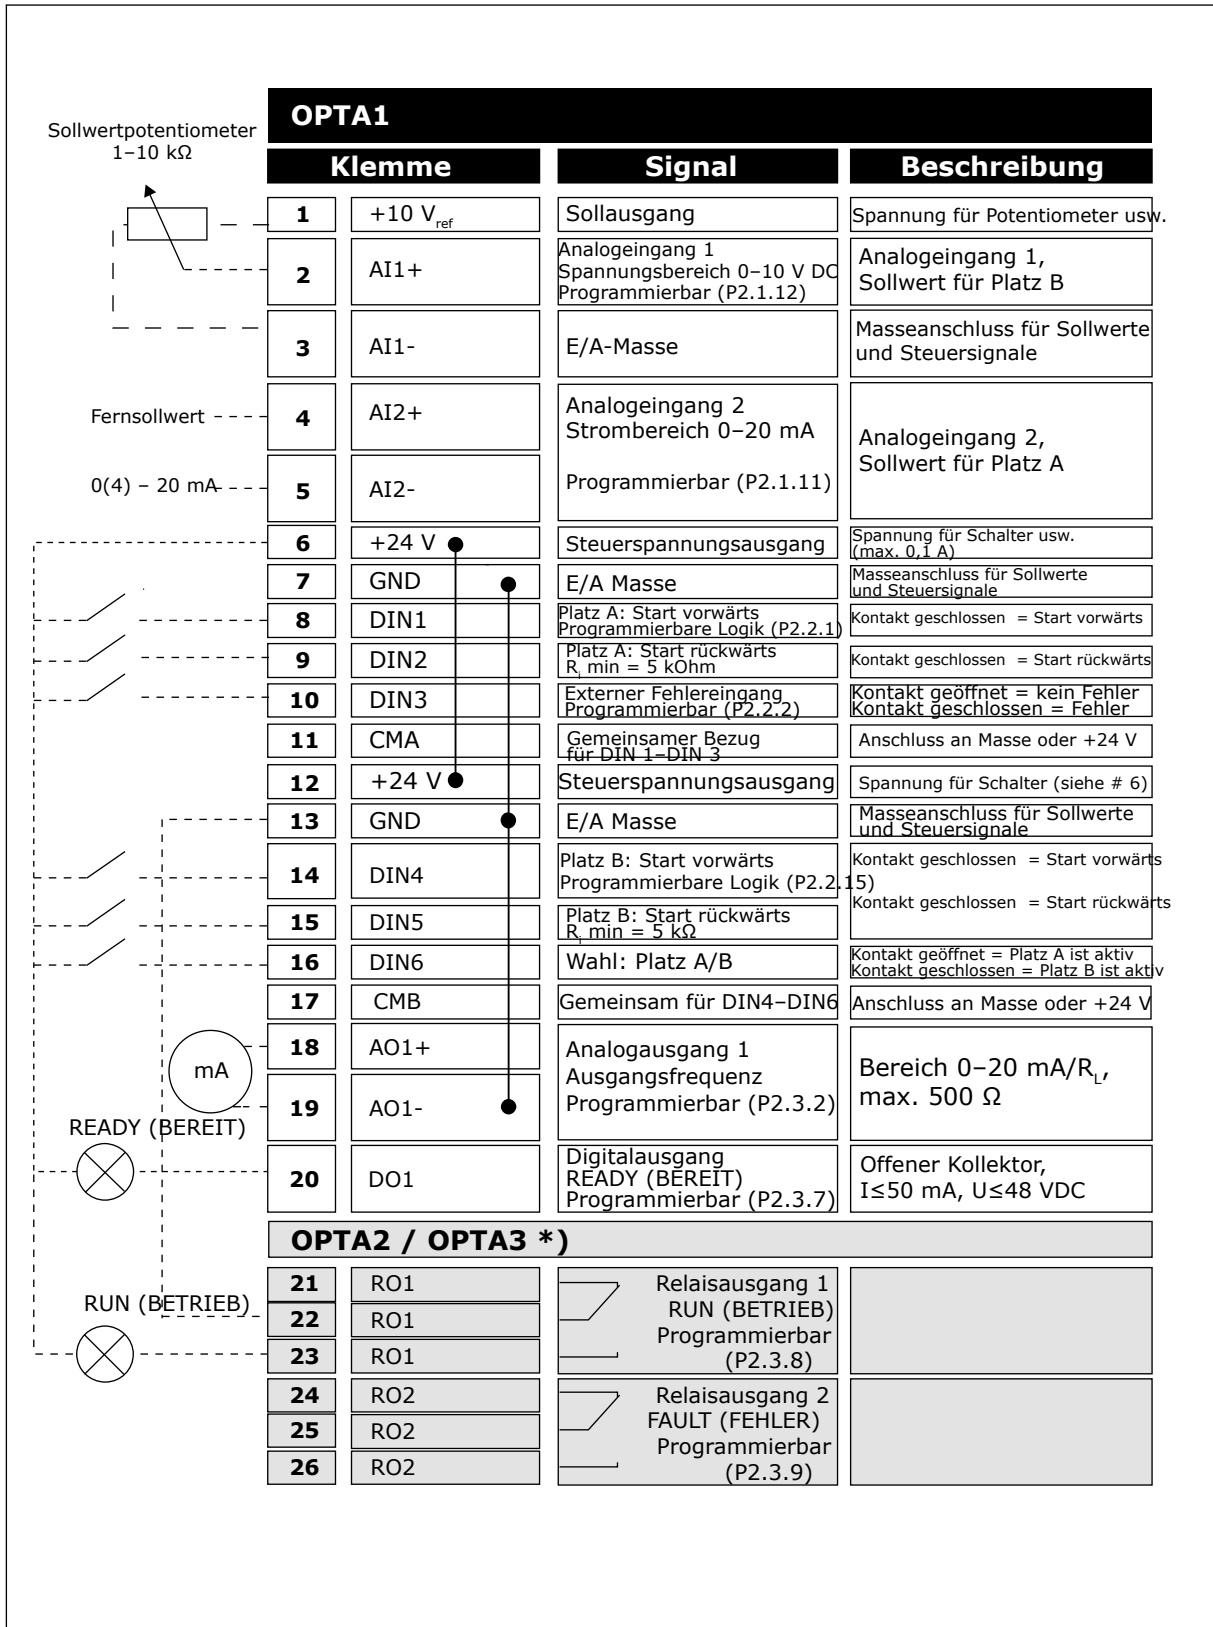 OPTA1
Sollwertpotentiometer
1–10 kΩ
Klemme
Signal
Beschreibung
1
+10 Vref
Sollausgang
Spannung für Potentiometer usw.
2
AI1+
Analogeingang 1
Spannungsbereich 0–10 V DC
Programmierbar (P2.1.12)
Analogeingang 1,
Sollwert für Platz B
3
AI1-
E/A-Masse
Masseanschluss für Sollwerte
und Steuersignale
Fernsollwert
4
AI2+
Analogeingang 2
Strombereich 0–20 mA
Programmierbar (P2.1.11)
Analogeingang 2,
Sollwert für Platz A
0(4) – 20 mA
5
AI2-
6
+24 V
Steuerspannungsausgang
Spannung für Schalter usw.
(max. 0,1 A)
7
GND
E/A Masse
Masseanschluss für Sollwerte
und Steuersignale
8
DIN1
Platz A: Start vorwärts
Programmierbare Logik (P2.2.1)
Kontakt geschlossen = Start vorwärts
9
DIN2
Platz A: Start rückwärts
Ri min = 5 kOhm
Kontakt geschlossen = Start rückwärts
10
DIN3
Externer Fehlereingang
Programmierbar (P2.2.2)
Kontakt geöffnet = kein Fehler
Kontakt geschlossen = Fehler
11
CMA
Gemeinsamer Bezug
für DIN 1–DIN 3
Anschluss an Masse oder +24 V
12
+24 V
Steuerspannungsausgang
Spannung für Schalter (siehe # 6)
13
GND
E/A Masse
Masseanschluss für Sollwerte
und Steuersignale
14
DIN4
Platz B: Start vorwärts
Programmierbare Logik (P2.2.15)
Kontakt geschlossen = Start vorwärts
Kontakt geschlossen = Start rückwärts
15
DIN5
Platz B: Start rückwärts
Ri min = 5 kΩ
16
DIN6
Wahl: Platz A/B
Kontakt geöffnet = Platz A ist aktiv
Kontakt geschlossen = Platz B ist aktiv
17
CMB
Gemeinsam für DIN4–DIN6
Anschluss an Masse oder +24 V
mA
18
AO1+
Analogausgang 1
Ausgangsfrequenz
Programmierbar (P2.3.2)
Bereich 0–20 mA/RL,
max. 500 Ω
19
AO1-
READY (BEREIT)
20
DO1
Digitalausgang
READY (BEREIT)
Programmierbar (P2.3.7)
Offener Kollektor,
I≤50 mA, U≤48 VDC
OPTA2 / OPTA3 *)
21
RO1
Relaisausgang 1
RUN (BETRIEB)
Programmierbar
(P2.3.8)
RUN (BETRIEB)
22
RO1
23
RO1
24
RO2
Relaisausgang 2
FAULT (FEHLER)
Programmierbar
(P2.3.9)
25
RO2
26
RO2